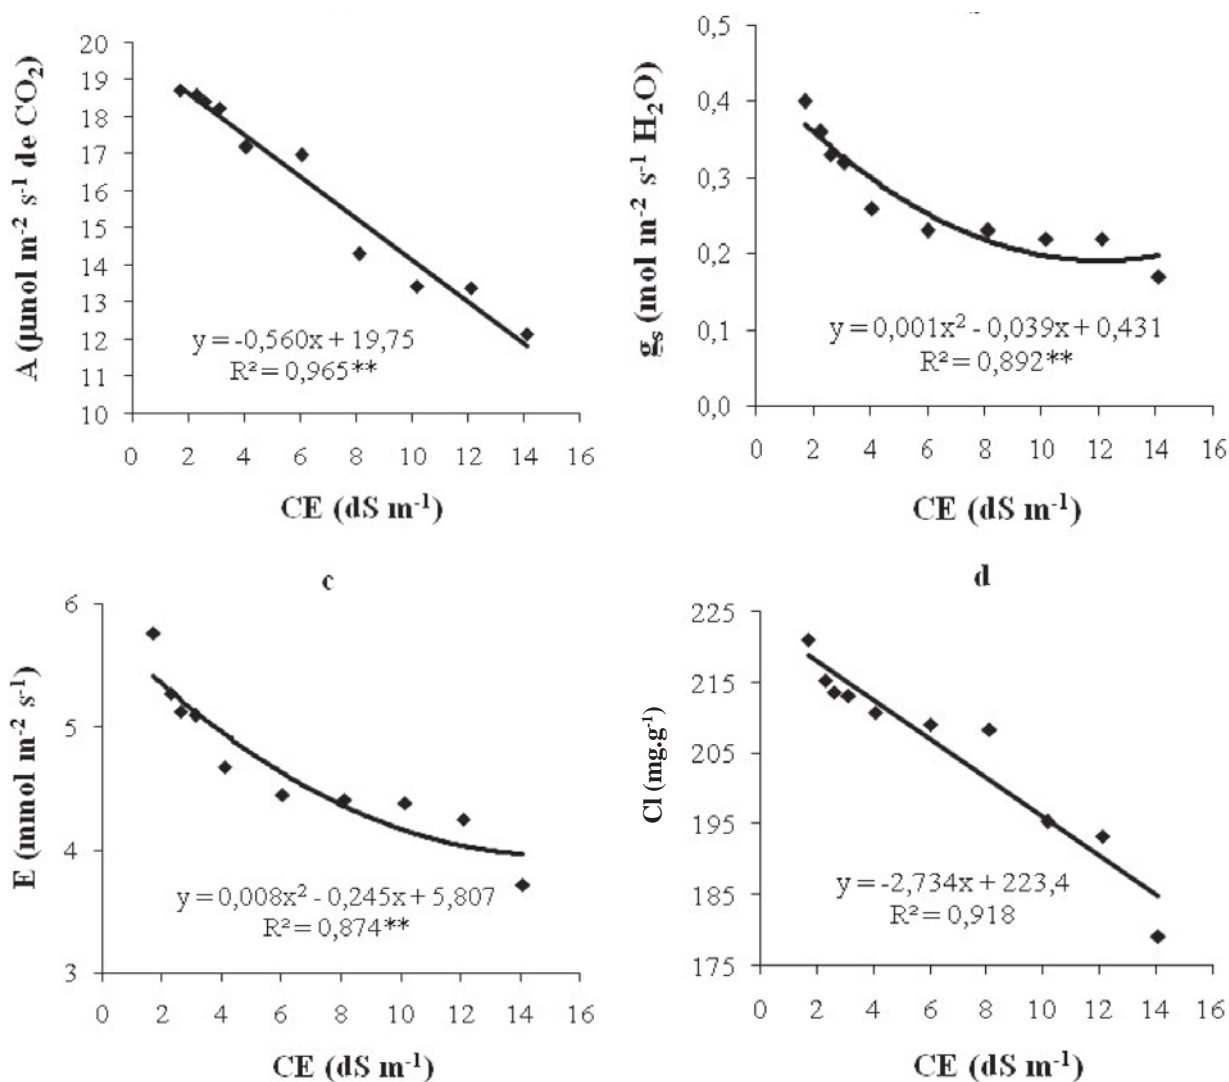 A (µmol m⁻² s⁻¹ de CO₂)
20
19
18
17
16
15
14
13
12
11
10
y = -0,560x + 19,75
R² = 0,965**
0 2 4 6 8 10 12 14 16
CE (dS m⁻¹)
gₛ (mol m⁻² s⁻¹ H₂O)
0,5
0,4
0,3
0,2
0,1
0,0
y = 0,001x² - 0,039x + 0,431
R² = 0,892**
0 2 4 6 8 10 12 14 16
CE (dS m⁻¹)
c
E (mmol m⁻² s⁻¹)
6
5
4
3
y = 0,008x² - 0,245x + 5,807
R² = 0,874**
0 2 4 6 8 10 12 14 16
CE (dS m⁻¹)
d
Cl (mg.g⁻¹)
225
215
205
195
185
175
y = -2,734x + 223,4
R² = 0,918
0 2 4 6 8 10 12 14 16
CE (dS m⁻¹)